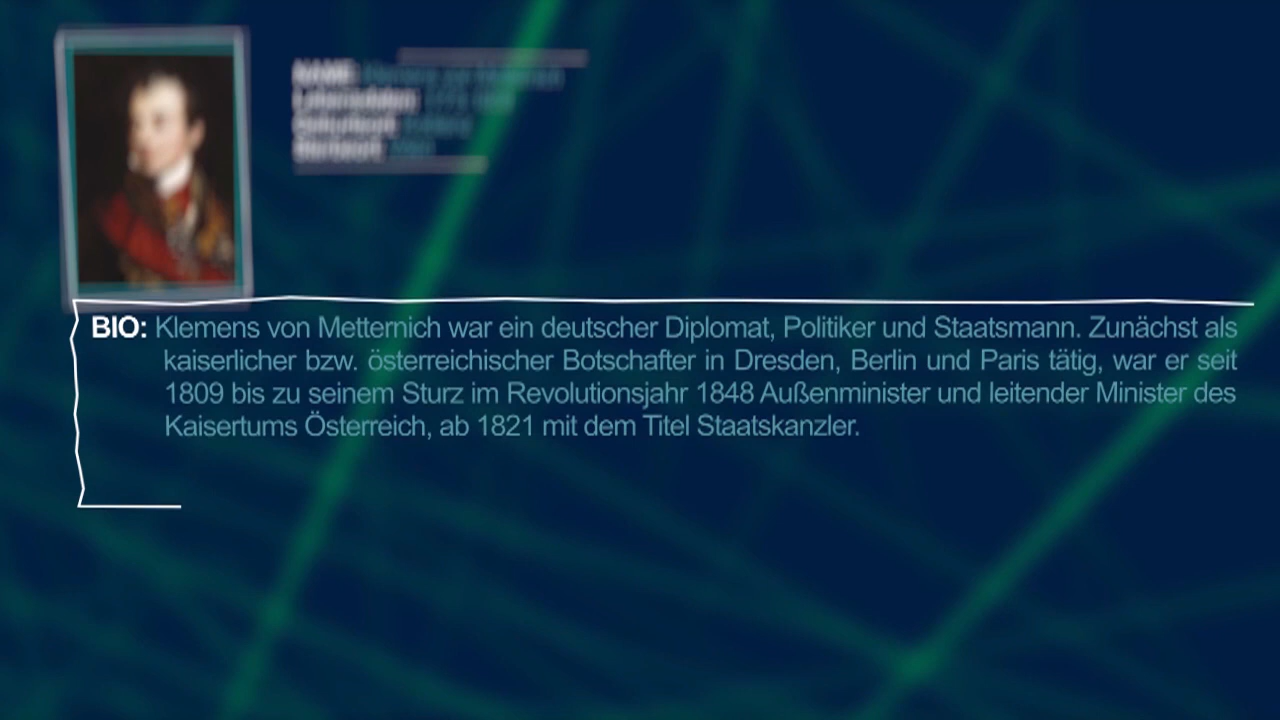 NAME:
BIO: Klemens von Metternich war ein deutscher Diplomat, Politiker und Staatsmann. Zunächst als
kaiserlicher bzw. österreichischer Botschafter in Dresden, Berlin und Paris tätig, war er seit
1809 bis zu seinem Sturz im Revolutionsjahr 1848 Außenminister und leitender Minister des
Kaisertums Österreich, ab 1821 mit dem Titel Staatskanzler.